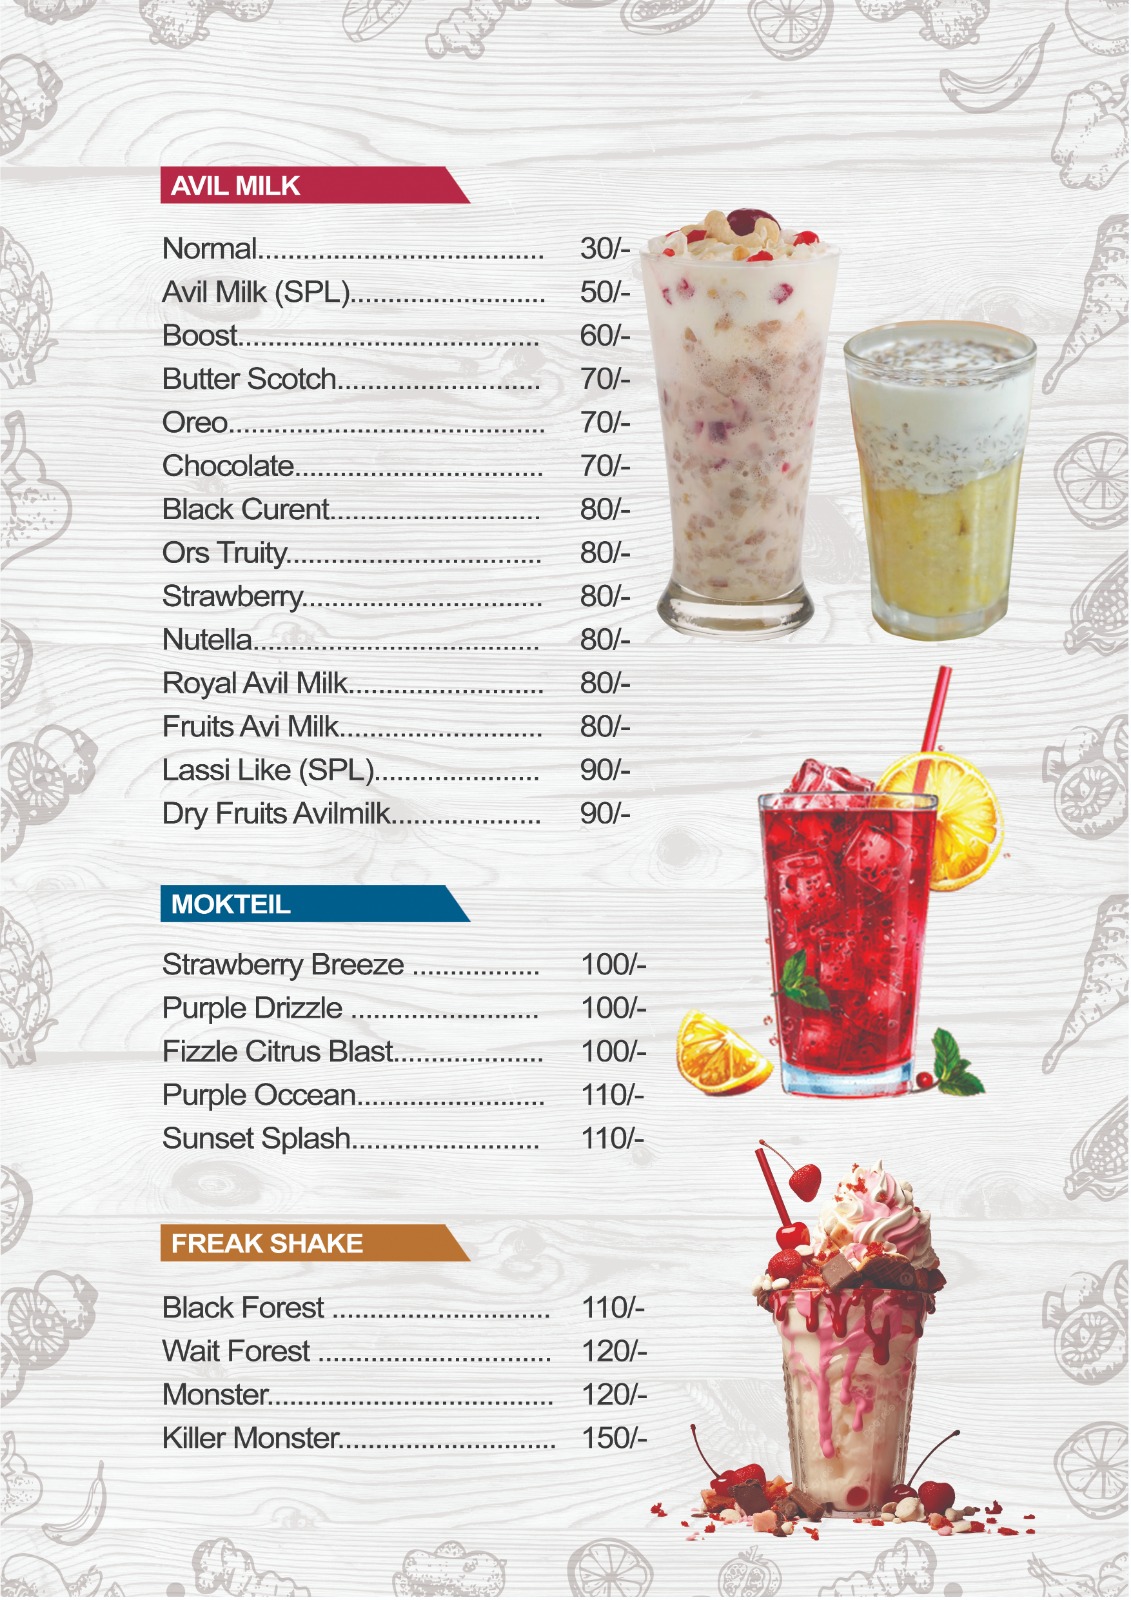 AVIL MILK
Normal..................................... 30/-
Avil Milk (SPL)......................... 50/-
Boost....................................... 60/-
Butter Scotch.......................... 70/-
Oreo......................................... 70/-
Chocolate................................ 70/-
Black Curent........................... 80/-
Ors Truity................................. 80/-
Strawberry............................... 80/-
Nutella..................................... 80/-
Royal Avil Milk......................... 80/-
Fruits Avi Milk.......................... 80/-
Lassi Like (SPL)..................... 90/-
Dry Fruits Avilmilk.................... 90/-
MOKTEIL
Strawberry Breeze ................. 100/-
Purple Drizzle ......................... 100/-
Fizzle Citrus Blast.................... 100/-
Purple Occean......................... 110/-
Sunset Splash......................... 110/-
FREAK SHAKE
Black Forest ............................. 110/-
Wait Forest ............................... 120/-
Monster..................................... 120/-
Killer Monster............................ 150/-